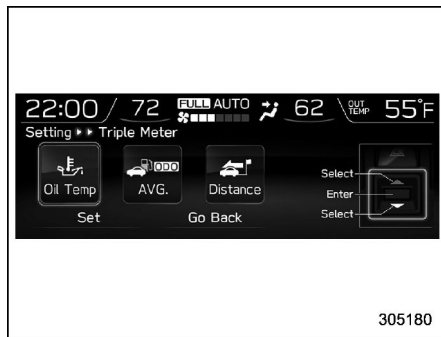 22:00 / 72 FULL AUTO 62 OUT TEMP 55°F
Setting ▸▸ Triple Meter
Oil Temp AVG. ODO Distance
Set Go Back
Select
Enter
Select
305180